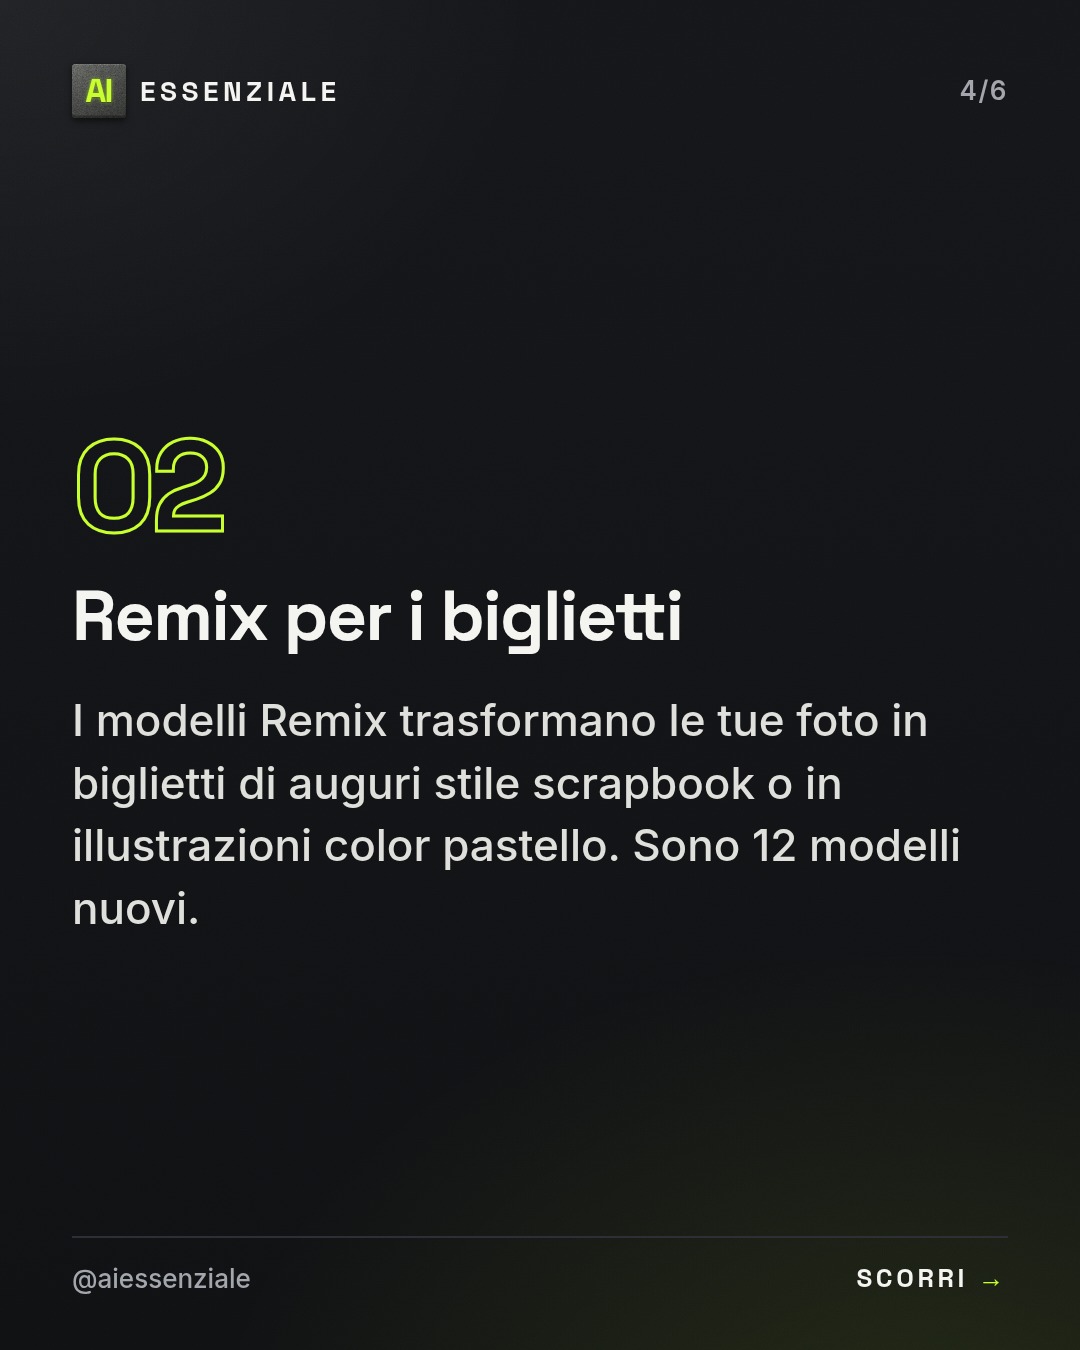 AI ESSENZIALE
4/6
02
Remix per i biglietti
I modelli Remix trasformano le tue foto in
biglietti di auguri stile scrapbook o in
illustrazioni color pastello. Sono 12 modelli
nuovi.
@aiessenziale
SCORRI →